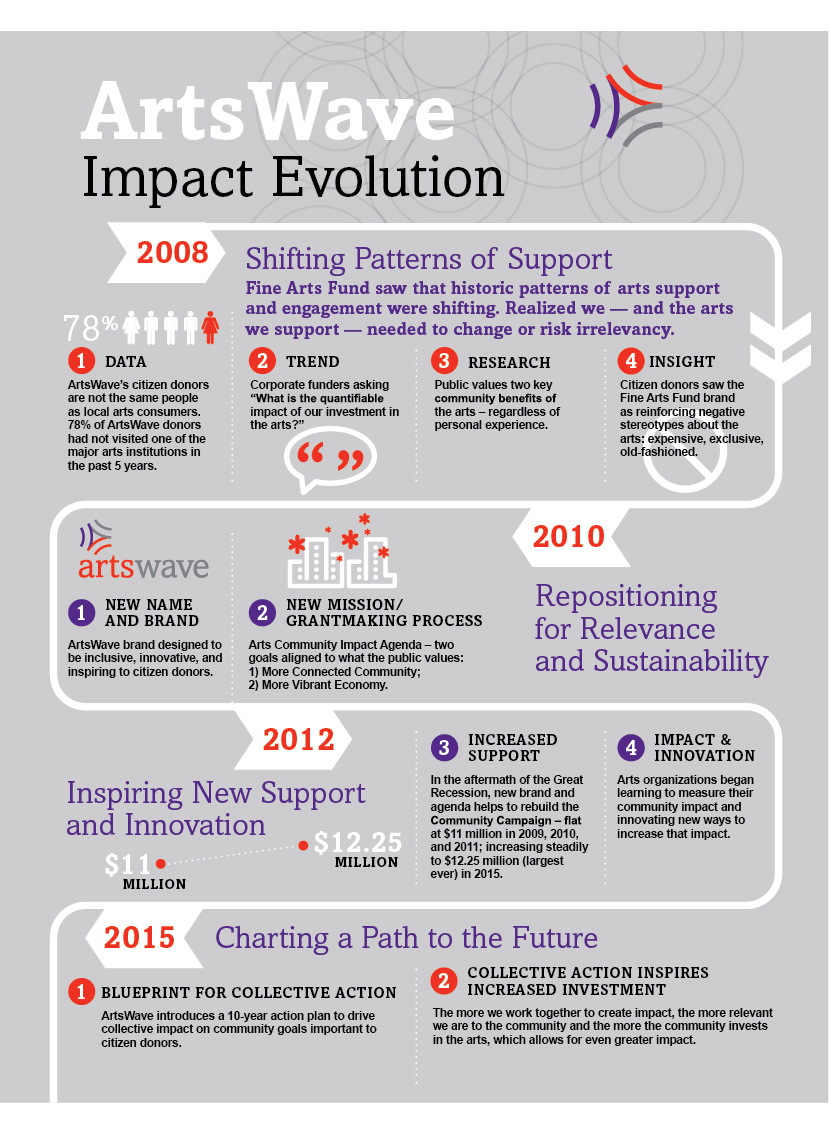 ArtsWave
Impact Evolution
2008
Shifting Patterns of Support
Fine Arts Fund saw that historic patterns of arts support
and engagement were shifting. Realized we — and the arts
we support — needed to change or risk irrelevancy.
78%
1 DATA
ArtsWave's citizen donors
are not the same people
as local arts consumers.
78% of ArtsWave donors
had not visited one of the
major arts institutions in
the past 5 years.
2 TREND
Corporate funders asking
“What is the quantifiable
impact of our investment in
the arts?”
“ ”
3 RESEARCH
Public values two key
community benefits of
the arts – regardless of
personal experience.
4 INSIGHT
Citizen donors saw the
Fine Arts Fund brand
as reinforcing negative
stereotypes about the
arts: expensive, exclusive,
old-fashioned.
2010
Repositioning
for Relevance
and Sustainability
artswave
1 NEW NAME
AND BRAND
ArtsWave brand designed to
be inclusive, innovative, and
inspiring to citizen donors.
2 NEW MISSION/
GRANTMAKING PROCESS
Arts Community Impact Agenda – two
goals aligned to what the public values:
1) More Connected Community;
2) More Vibrant Economy.
2012
Inspiring New Support
and Innovation
$11
MILLION
$12.25
MILLION
3 INCREASED
SUPPORT
In the aftermath of the Great
Recession, new brand and
agenda helps to rebuild the
Community Campaign – flat
at $11 million in 2009, 2010,
and 2011; increasing steadily
to $12.25 million (largest
ever) in 2015.
4 IMPACT &
INNOVATION
Arts organizations began
learning to measure their
community impact and
innovating new ways to
increase that impact.
2015
Charting a Path to the Future
1 BLUEPRINT FOR COLLECTIVE ACTION
ArtsWave introduces a 10-year action plan to drive
collective impact on community goals important to
citizen donors.
2 COLLECTIVE ACTION INSPIRES
INCREASED INVESTMENT
The more we work together to create impact, the more relevant
we are to the community and the more the community invests
in the arts, which allows for even greater impact.